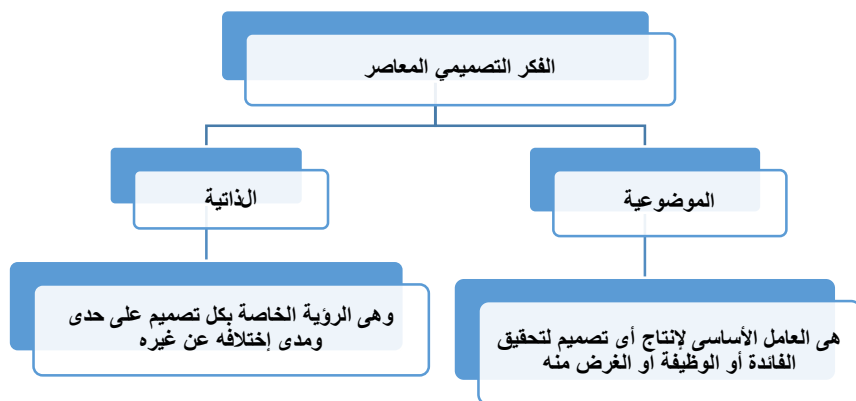 الفكر التصميمي المعاصر
الموضوعية
الذاتية
هى العامل الأساسى لإنتاج أى تصميم لتحقيق
الفائدة أو الوظيفة او الغرض منه
وهى الرؤية الخاصة بكل تصميم على حدى
ومدى إختلافه عن غيره